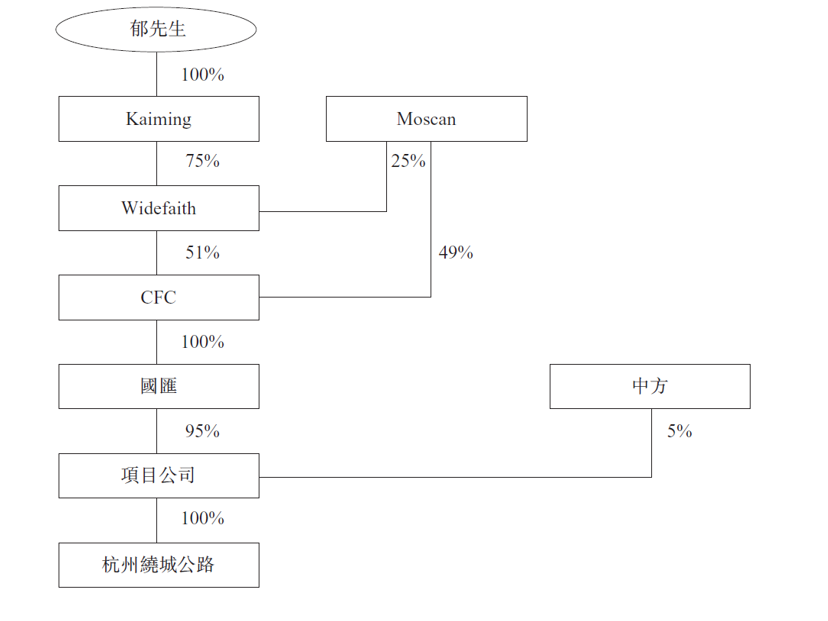 郁先生
100%
Kaiming
Moscan
75%
25%
Widefaith
51%
49%
CFC
100%
國匯
中方
95%
5%
項目公司
100%
杭州繞城公路